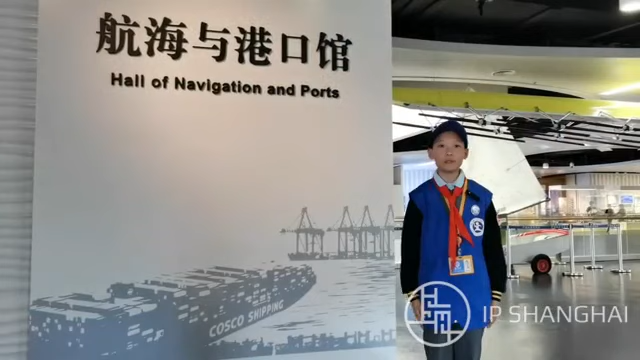 航海与港口馆
Hall of Navigation and Ports
COSCO SHIPPING
IP SHANGHAI